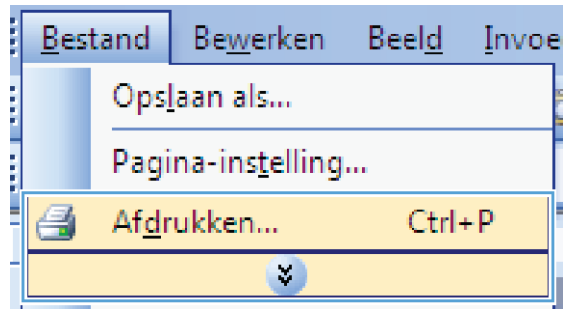 Bestand Bewerken Beeld Invoe
Opslaan als...
Pagina-instelling...
Afdrukken... Ctrl+P